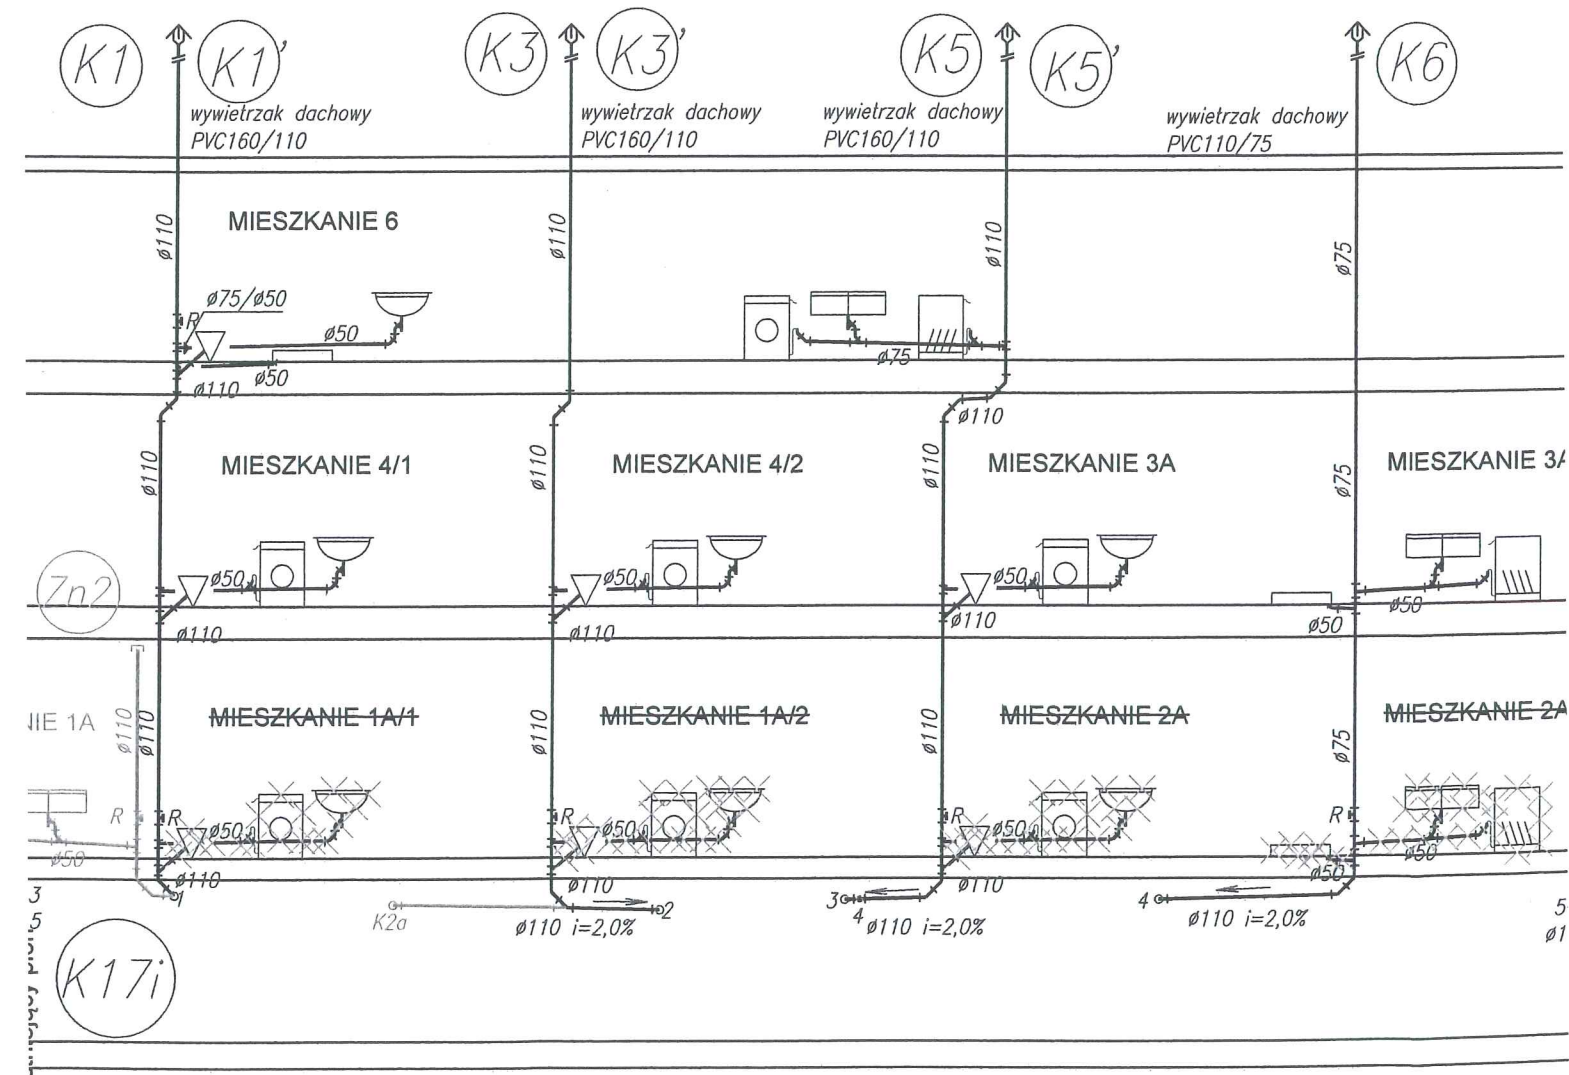 K1 K1' K3 K3' K5 K5' K6
wywietrzak dachowy wywietrzak dachowy wywietrzak dachowy wywietrzak dachowy
PVC160/110 PVC160/110 PVC160/110 PVC110/75
ø110 MIESZKANIE 6 ø110 ø110 ø75
ø75/ø50
R ø50
ø75
ø110 ø50
ø110
ø110 MIESZKANIE 4/1 ø110 MIESZKANIE 4/2 ø110 MIESZKANIE 3A ø75 MIESZKANIE 3A
Zn2 ø50 ø50 ø50 ø50
ø110 ø110 ø110 ø50
NIE 1A ø110 ø110 MIESZKANIE 1A/1 ø110 MIESZKANIE 1A/2 ø110 MIESZKANIE 2A ø75 MIESZKANIE 2A
R R R R R
ø50 ø50 ø50 ø50 ø50
ø110 ø110 ø110 ø50
3 1 2 3 4 4 5
5 K2a ø110 i=2,0% ø110 i=2,0% ø110 i=2,0% ø1
K17i